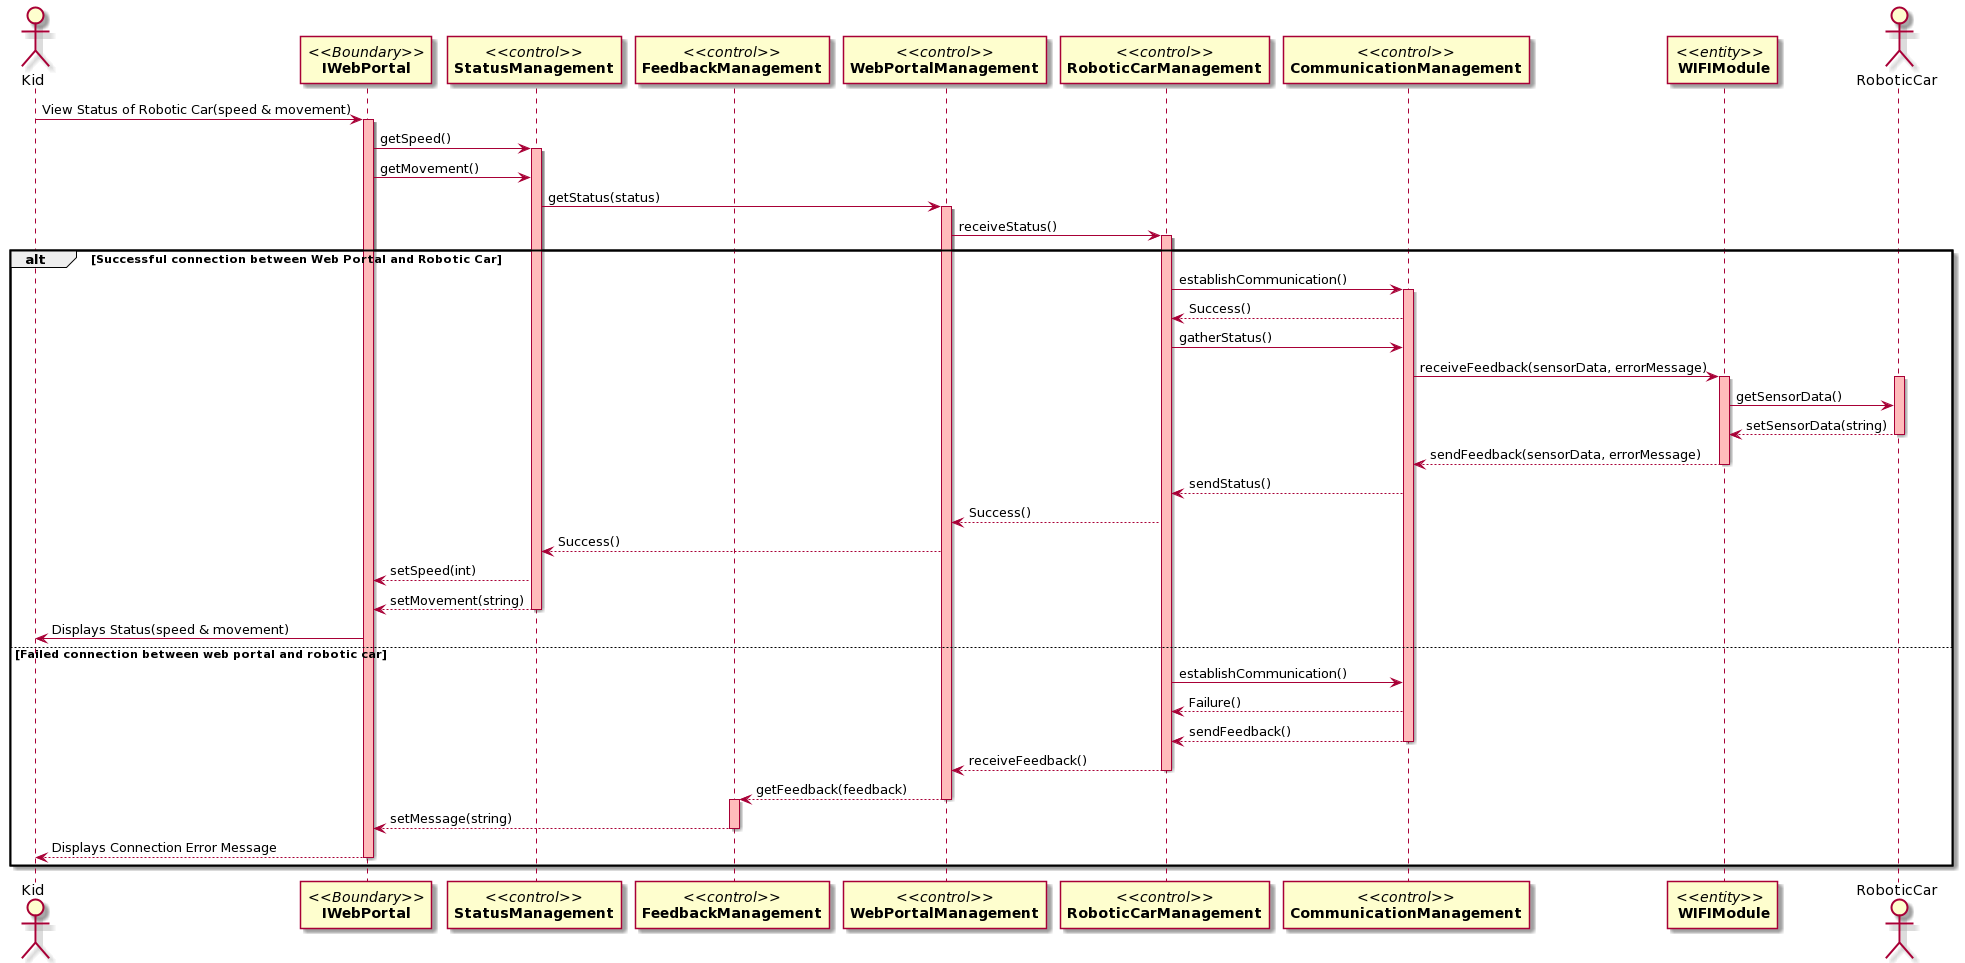 Kid
<<Boundary>>
IWebPortal
<<control>>
StatusManagement
<<control>>
FeedbackManagement
<<control>>
WebPortalManagement
<<control>>
RoboticCarManagement
<<control>>
CommunicationManagement
<<entity>>
WIFIModule
RoboticCar
View Status of Robotic Car(speed & movement)
getSpeed()
getMovement()
getStatus(status)
receiveStatus()
alt
[Successful connection between Web Portal and Robotic Car]
establishCommunication()
Success()
gatherStatus()
receiveFeedback(sensorData, errorMessage)
getSensorData()
setSensorData(string)
sendFeedback(sensorData, errorMessage)
sendStatus()
Success()
Success()
setSpeed(int)
setMovement(string)
Displays Status(speed & movement)
[Failed connection between web portal and robotic car]
establishCommunication()
Failure()
sendFeedback()
receiveFeedback()
getFeedback(feedback)
setMessage(string)
Displays Connection Error Message
Kid
<<Boundary>>
IWebPortal
<<control>>
StatusManagement
<<control>>
FeedbackManagement
<<control>>
WebPortalManagement
<<control>>
RoboticCarManagement
<<control>>
CommunicationManagement
<<entity>>
WIFIModule
RoboticCar